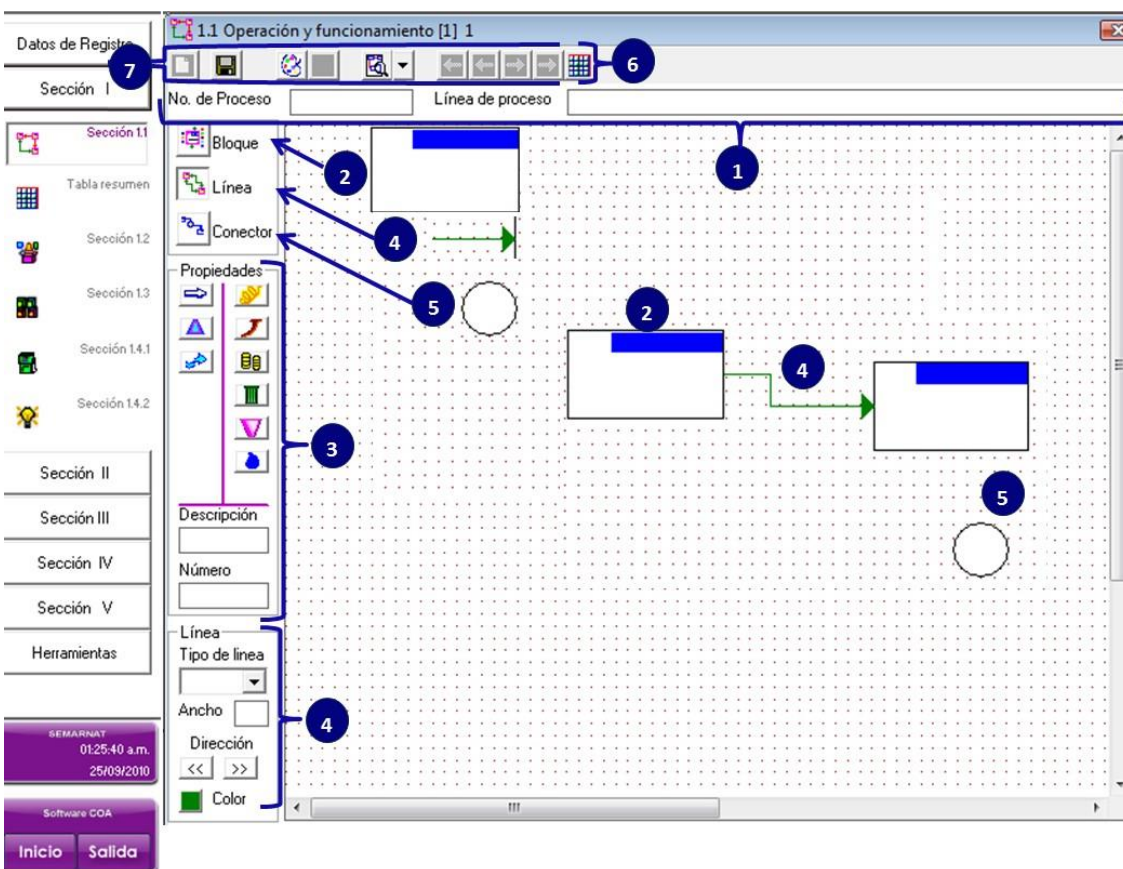 1.1 Operación y funcionamiento [1] 1
Datos de Registro
7
6
Sección I
No. de Proceso
Línea de proceso
1
Sección 1.1
Tabla resumen
Sección 1.2
Sección 1.3
Sección 1.4.1
Sección 1.4.2
Sección II
Sección III
Sección IV
Sección V
Herramientas
SEMARNAT
01:25:40 a.m.
25/09/2010
Software COA
Inicio
Salida
Bloque
2
Línea
4
Conector
5
Propiedades
3
Descripción
Número
Línea
Tipo de linea
Ancho
4
Dirección
<<
>>
Color
2
4
5